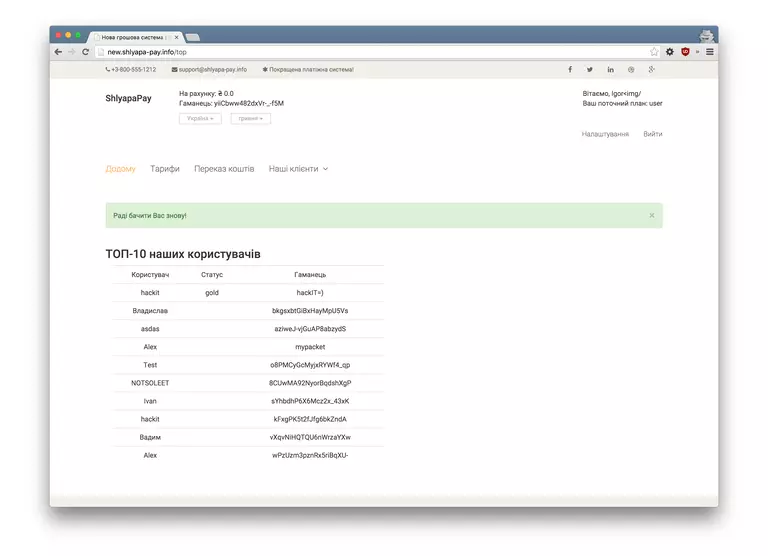 Нова грошова система |
new.shlyapa-pay.info/top
+3-800-555-1212 support@shlyapa-pay.info Покращена платіжна система!
ShlyapaPay
На рахунку: ₴ 0.0
Гаманець: yiiCbww482dxVr-_-f5M
Україна
гривня
Вітаємо, Igor<img/
Ваш поточний план: user
Налаштування Вийти
Додому Тарифи Переказ коштів Наші клієнти
Раді бачити Вас знову! ×
ТОП-10 наших користувачів
Користувач Статус Гаманець
hackit gold hackIT=)
Владислав bkgsxbtGiBxHayMpU5Vs
asdas aziweJ-vjGuAP8abzydS
Alex mypacket
Test o8PMCyGcMyjxRYWf4_qp
NOTSOLEET 8CUwMA92NyorBqdshXgP
Ivan sYhbdhP6X6Mcz2x_43xK
hackit kFxgPK5t2fJfg6bkZndA
Вадим vXqvNIHQTQU6nWrzaYXw
Alex wPzUzm3pznRx5riBqXU-